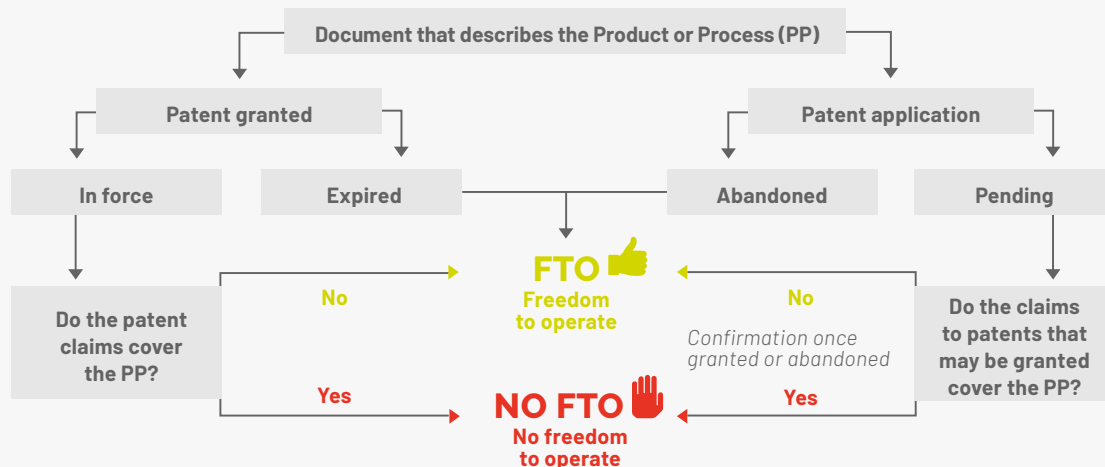 Document that describes the Product or Process (PP)
Patent granted
Patent application
In force
Expired
Abandoned
Pending
FTO
Freedom
to operate
No
No
Do the patent
claims cover
the PP?
Confirmation once
granted or abandoned
Do the claims
to patents that
may be granted
cover the PP?
Yes
Yes
NO FTO
No freedom
to operate